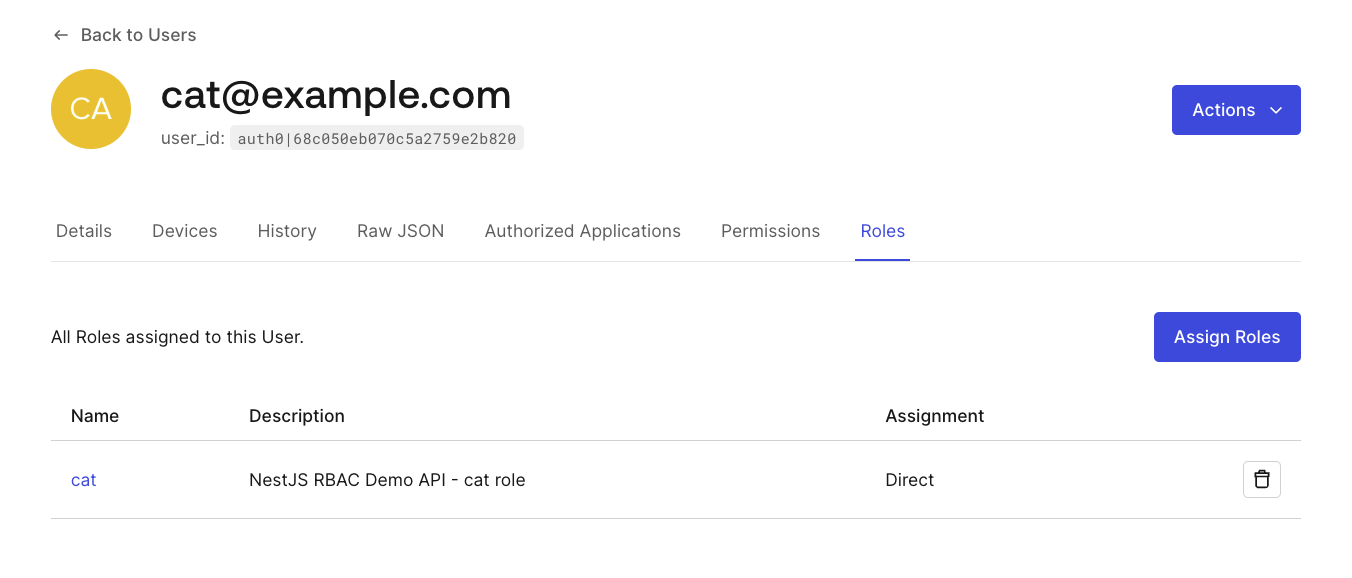 ← Back to Users
CA
cat@example.com
user_id: auth0|68c050eb070c5a2759e2b820
Actions
Details Devices History Raw JSON Authorized Applications Permissions Roles
All Roles assigned to this User.
Assign Roles
Name Description Assignment
cat NestJS RBAC Demo API - cat role Direct